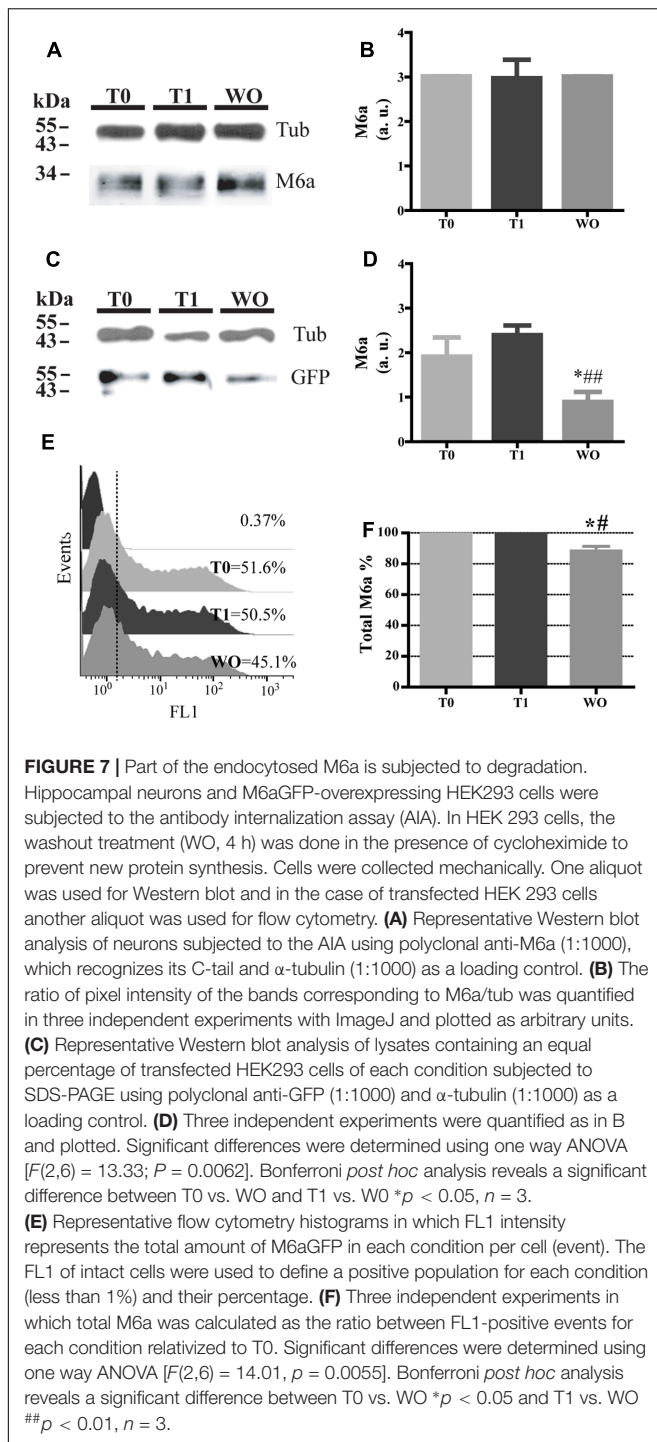 A
B
T0 T1 WO
kDa
55 –
43 –
Tub
34 –
M6a
M6a
(a. u.)
4
3
2
1
0
T0 T1 WO
C
D
kDa
T0 T1 WO
55 –
43 –
Tub
55 –
43 –
GFP
M6a
(a. u.)
4
3
2
1
0
*##
T0 T1 WO
E
Events
0.37%
T0=51.6%
T1=50.5%
WO=45.1%
10⁰ 10¹ 10² 10³
FL1
F
Total M6a %
100
80
60
40
20
0
*#
T0 T1 WO
FIGURE 7 | Part of the endocytosed M6a is subjected to degradation.
Hippocampal neurons and M6aGFP-overexpressing HEK293 cells were
subjected to the antibody internalization assay (AIA). In HEK 293 cells, the
washout treatment (WO, 4 h) was done in the presence of cycloheximide to
prevent new protein synthesis. Cells were collected mechanically. One aliquot
was used for Western blot and in the case of transfected HEK 293 cells
another aliquot was used for flow cytometry. (A) Representative Western blot
analysis of neurons subjected to the AIA using polyclonal anti-M6a (1:1000),
which recognizes its C-tail and α-tubulin (1:1000) as a loading control. (B) The
ratio of pixel intensity of the bands corresponding to M6a/tub was quantified
in three independent experiments with ImageJ and plotted as arbitrary units.
(C) Representative Western blot analysis of lysates containing an equal
percentage of transfected HEK293 cells of each condition subjected to
SDS-PAGE using polyclonal anti-GFP (1:1000) and α-tubulin (1:1000) as a
loading control. (D) Three independent experiments were quantified as in B
and plotted. Significant differences were determined using one way ANOVA
[F(2,6) = 13.33; P = 0.0062]. Bonferroni post hoc analysis reveals a significant
difference between T0 vs. WO and T1 vs. W0 *p < 0.05, n = 3.
(E) Representative flow cytometry histograms in which FL1 intensity
represents the total amount of M6aGFP in each condition per cell (event). The
FL1 of intact cells were used to define a positive population for each condition
(less than 1%) and their percentage. (F) Three independent experiments in
which total M6a was calculated as the ratio between FL1-positive events for
each condition relativized to T0. Significant differences were determined using
one way ANOVA [F(2,6) = 14.01, p = 0.0055]. Bonferroni post hoc analysis
reveals a significant difference between T0 vs. WO *p < 0.05 and T1 vs. WO
##p < 0.01, n = 3.